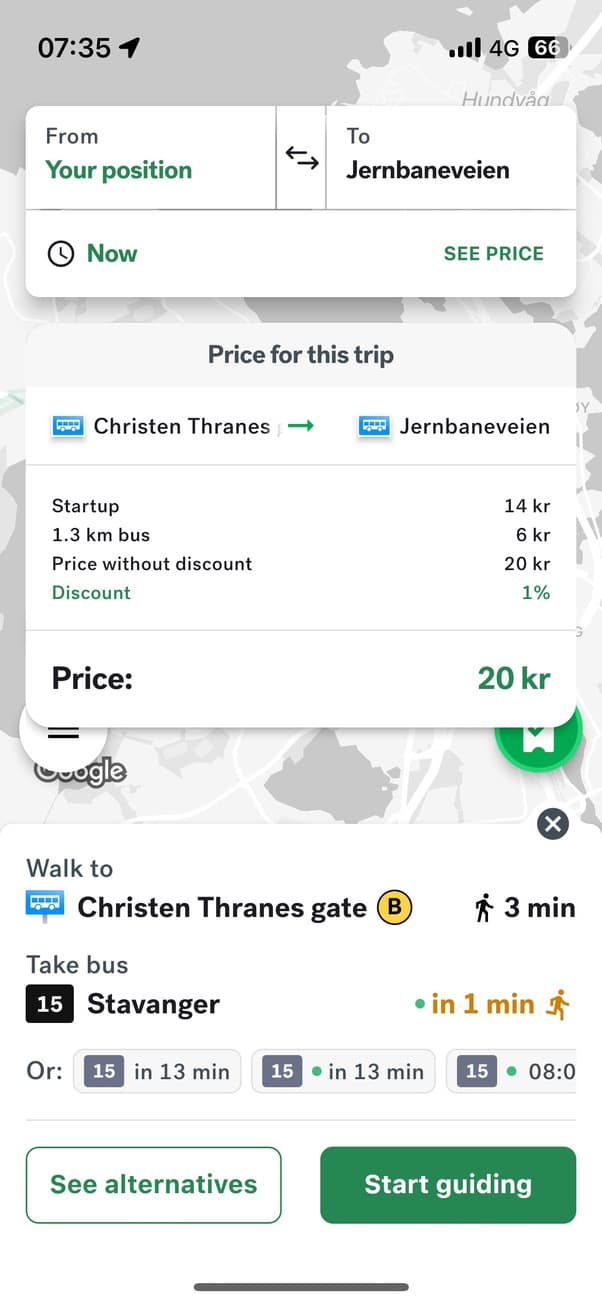 07:35 4G 66
Hundvåg
From To
Your position Jernbaneveien
Now SEE PRICE
Price for this trip
Christen Thranes → Jernbaneveien
Startup 14 kr
1.3 km bus 6 kr
Price without discount 20 kr
Discount 1%
Price: 20 kr
Google
Walk to
Christen Thranes gate B 3 min
Take bus
15 Stavanger in 1 min
Or: 15 in 13 min 15 in 13 min 15 08:0
See alternatives Start guiding